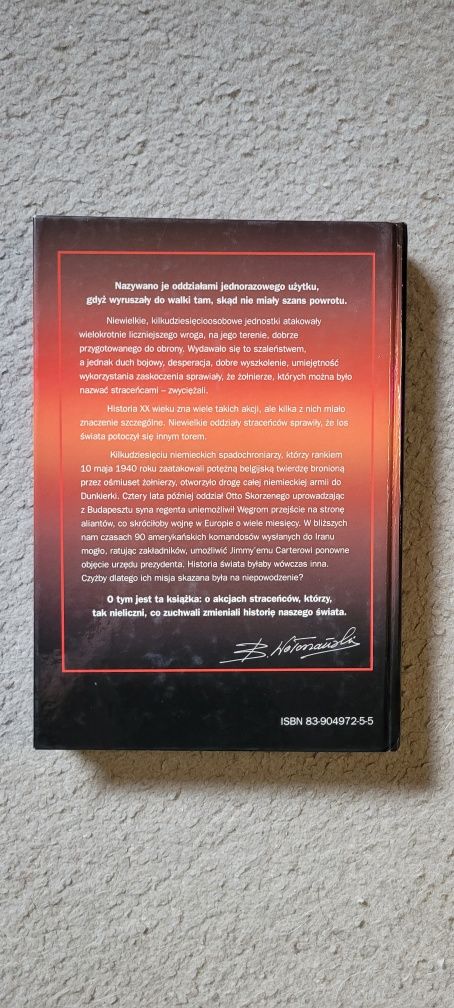 Nazywano je oddziałami jednorazowego użytku,
gdyż wyruszały do walki tam, skąd nie miały szans powrotu.
Niewielkie, kilkudziesięcioosobowe jednostki atakowały
wielokrotnie liczniejszego wroga, na jego terenie, dobrze
przygotowanego do obrony. Wydawało się to szaleństwem,
a jednak duch bojowy, desperacja, dobre wyszkolenie, umiejętność
wykorzystania zaskoczenia sprawiały, że żołnierze, których można było
nazwać straceńcami – zwyciężali.
Historia XX wieku zna wiele takich akcji, ale kilka z nich miało
znaczenie szczególne. Niewielkie oddziały straceńców sprawiły, że los
świata potoczył się innym torem.
Kilkudziesięciu niemieckich spadochroniarzy, którzy rankiem
10 maja 1940 roku zaatakowali potężną belgijską twierdzę bronioną
przez ośmiuset żołnierzy, otworzyło drogę całej niemieckiej armii do
Dunkierki. Cztery lata później oddział Otto Skorzenego uprowadzając
z Budapesztu syna regenta uniemożliwił Węgrom przejście na stronę
aliantów, co skróciłoby wojnę w Europie o wiele miesięcy. W bliższych
nam czasach 90 amerykańskich komandosów wysłanych do Iranu
mogło, ratując zakładników, umożliwić Jimmy'emu Carterowi ponowne
objęcie urzędu prezydenta. Historia świata byłaby wówczas inna.
Czyżby dlatego ich misja skazana była na niepowodzenie?
O tym jest ta książka: o akcjach straceńców, którzy,
tak nieliczni, co zuchwali zmieniali historię naszego świata.
B. Wołoszański
ISBN 83-904972-5-5